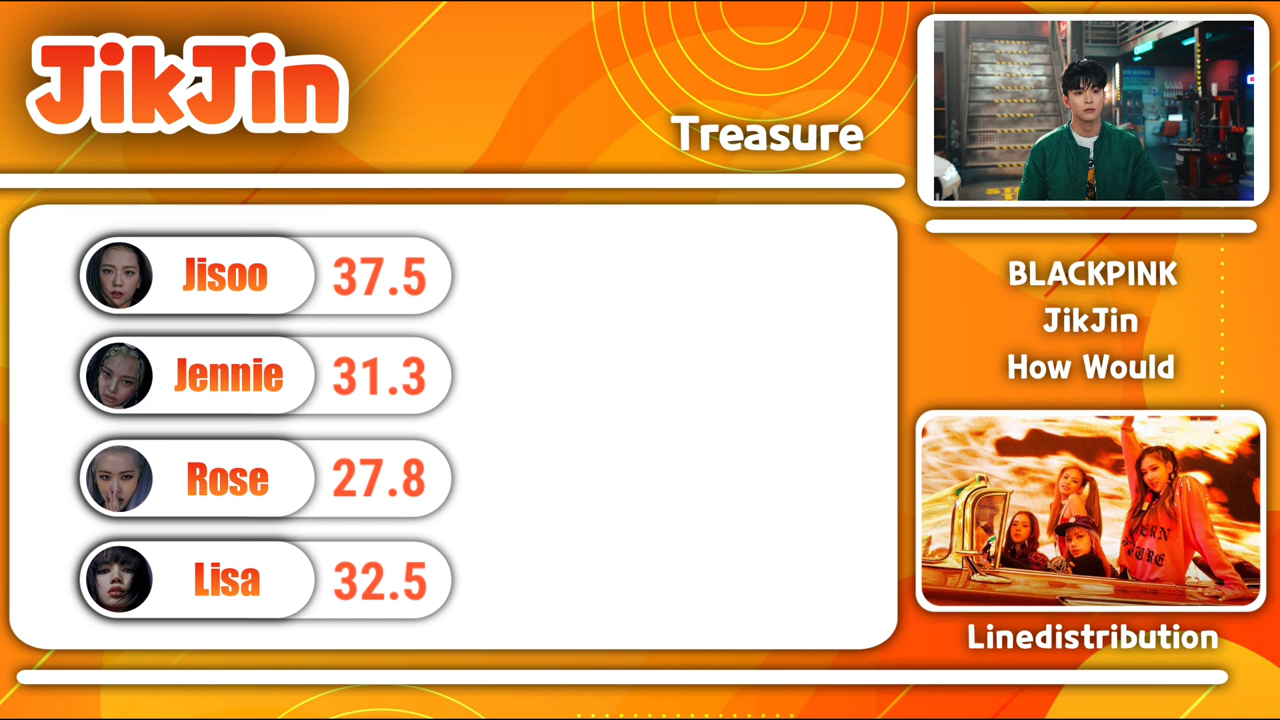 JikJin
Treasure
Jisoo 37.5
Jennie 31.3
Rose 27.8
Lisa 32.5
BLACKPINK
JikJin
How Would
Linedistribution